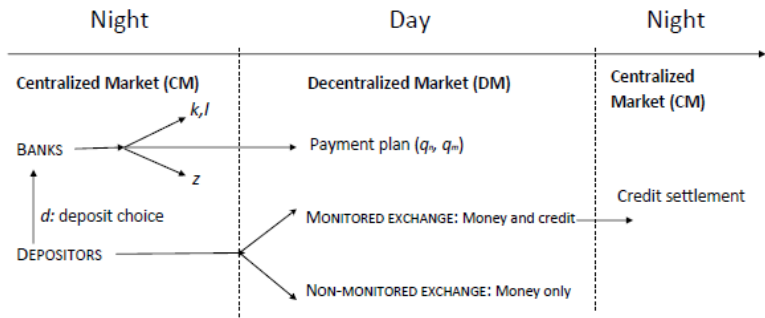 Night
Day
Night
Centralized Market (CM)
Decentralized Market (DM)
Centralized
Market (CM)
k,l
BANKS
Payment plan (qn, qm)
z
Credit settlement
d: deposit choice
MONITORED EXCHANGE: Money and credit
DEPOSITORS
NON-MONITORED EXCHANGE: Money only